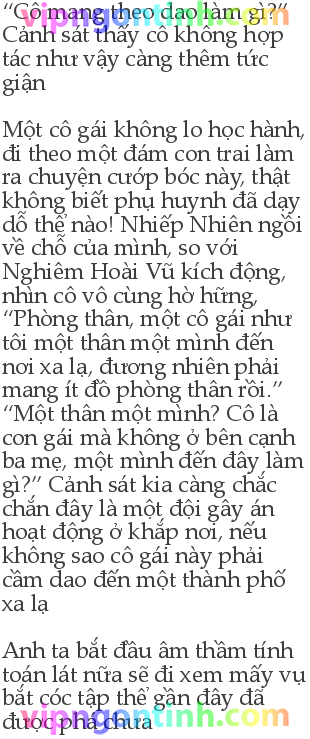 vipngontinh.com
“Cô mang theo dao làm gì?”
Cảnh sát thấy cô không hợp
tác như vậy càng thêm tức
giận
Một cô gái không lo học hành,
đi theo một đám con trai làm
ra chuyện cướp bóc này, thật
không biết phụ huynh đã dạy
dỗ thế nào! Nhiếp Nhiên ngồi
về chỗ của mình, so với
Nghiêm Hoài Vũ kích động,
nhìn cô vô cùng hờ hững,
“Phòng thân, một cô gái như
tôi một thân một mình đến
nơi xa lạ, đương nhiên phải
mang ít đồ phòng thân rồi.”
“Một thân một mình? Cô là
con gái mà không ở bên cạnh
ba mẹ, một mình đến đây làm
gì?” Cảnh sát kia càng chắc
chắn đây là một đội gây án
hoạt động ở khắp nơi, nếu
không sao cô gái này phải
cầm dao đến một thành phố
xa lạ
Anh ta bắt đầu âm thầm tính
toán lát nữa sẽ đi xem mấy vụ
bắt cóc tập thể gần đây đã
được phá chưa
vipngontinh.com